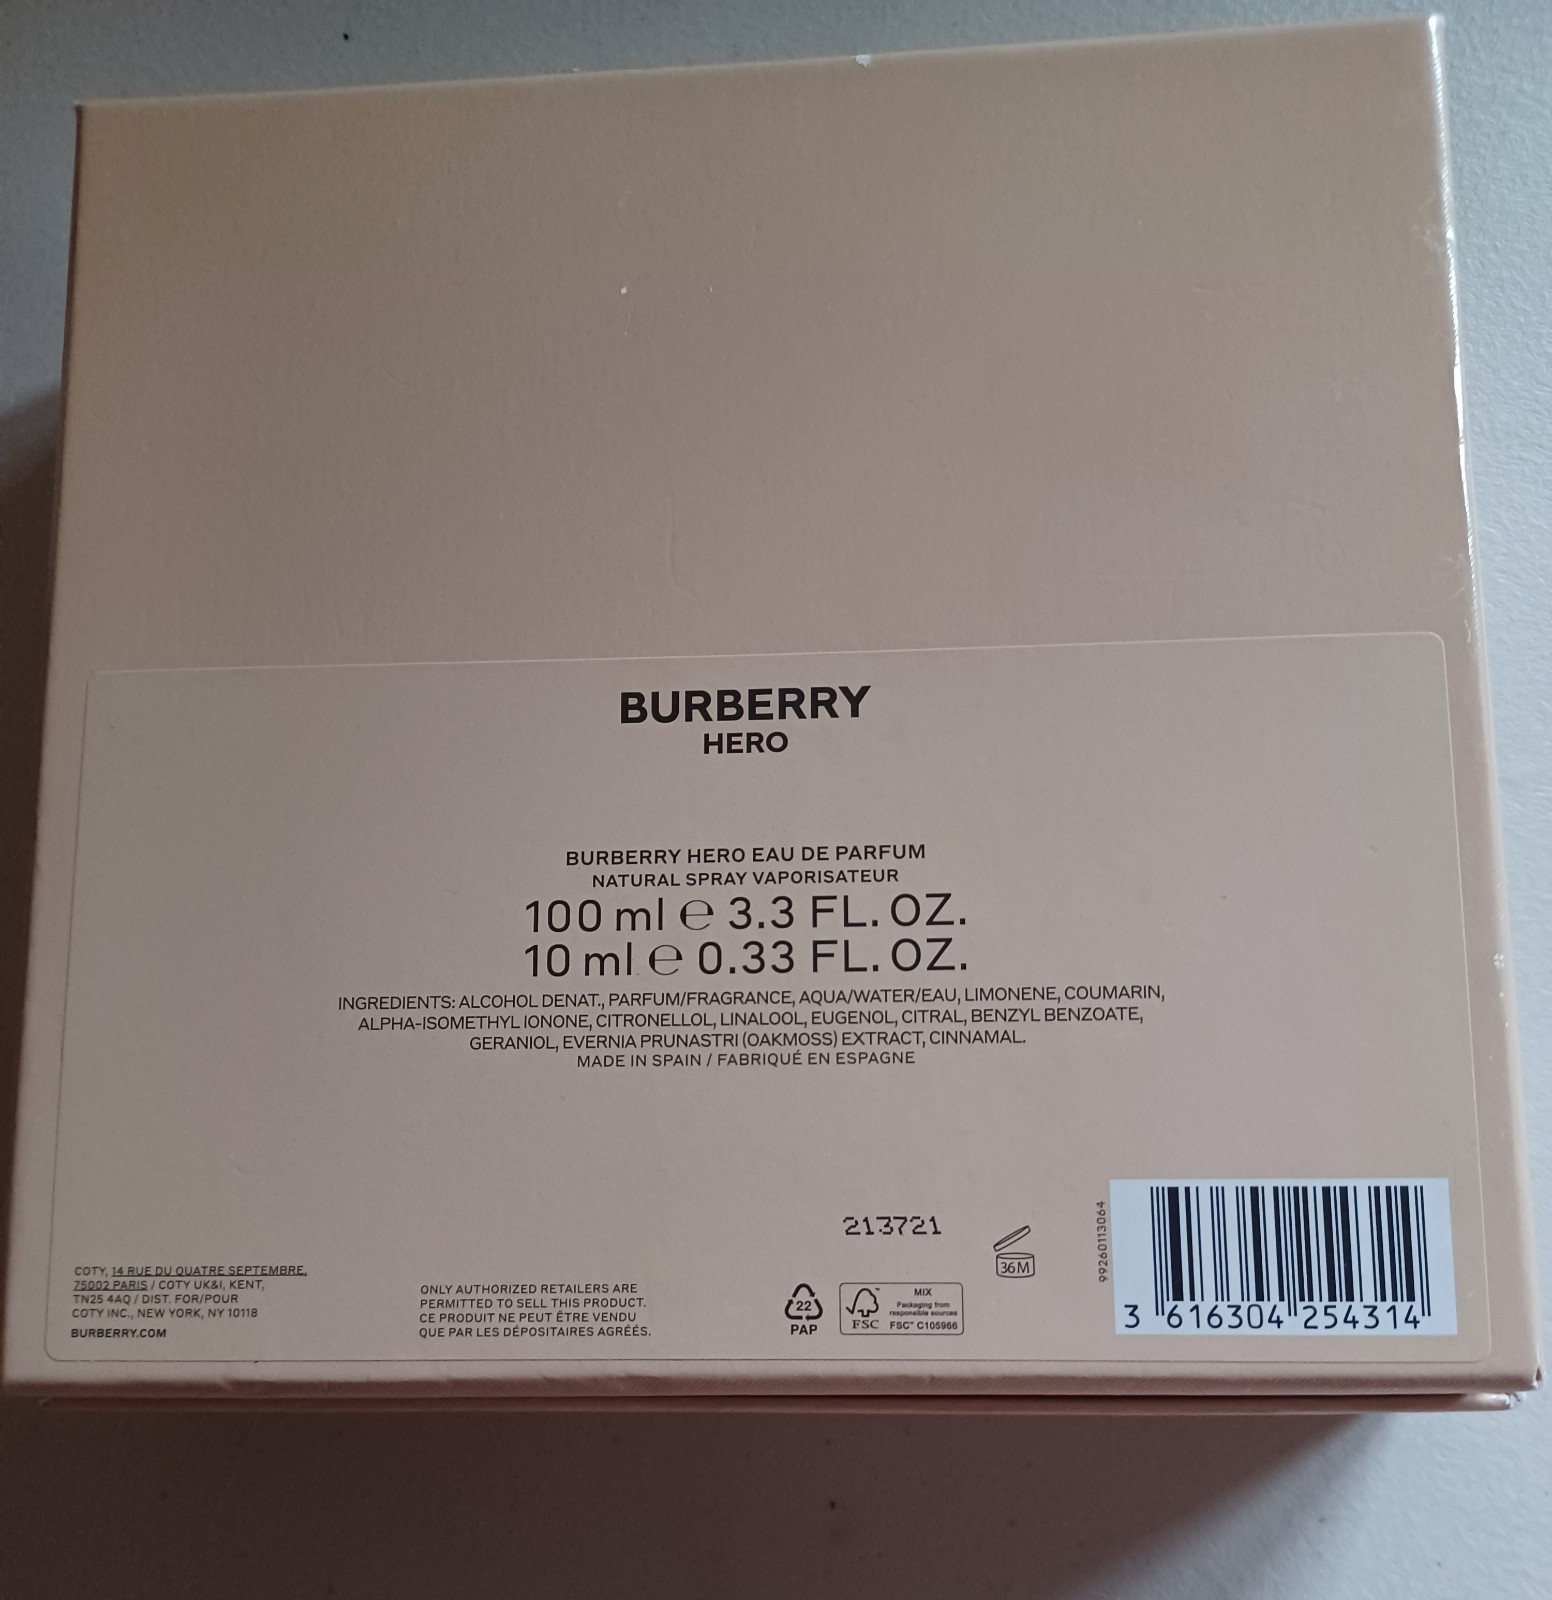 BURBERRY
HERO
BURBERRY HERO EAU DE PARFUM
NATURAL SPRAY VAPORISATEUR
100 ml ℮ 3.3 FL. OZ.
10 ml ℮ 0.33 FL. OZ.
INGREDIENTS: ALCOHOL DENAT., PARFUM/FRAGRANCE, AQUA/WATER/EAU, LIMONENE, COUMARIN,
ALPHA-ISOMETHYL IONONE, CITRONELLOL, LINALOOL, EUGENOL, CITRAL, BENZYL BENZOATE,
GERANIOL, EVERNIA PRUNASTRI (OAKMOSS) EXTRACT, CINNAMAL.
MADE IN SPAIN / FABRIQUÉ EN ESPAGNE
COTY, 14 RUE DU QUATRE SEPTEMBRE,
75002 PARIS / COTY UK&I, KENT,
TN25 4AQ / DIST. FOR/POUR
COTY INC., NEW YORK, NY 10118
BURBERRY.COM
ONLY AUTHORIZED RETAILERS ARE
PERMITTED TO SELL THIS PRODUCT.
CE PRODUIT NE PEUT ÊTRE VENDU
QUE PAR LES DÉPOSITAIRES AGRÉÉS.
213721
22
PAP
FSC
MIX
Packaging from
responsible sources
FSC™ C105966
36M
99260113064
3 616304 254314